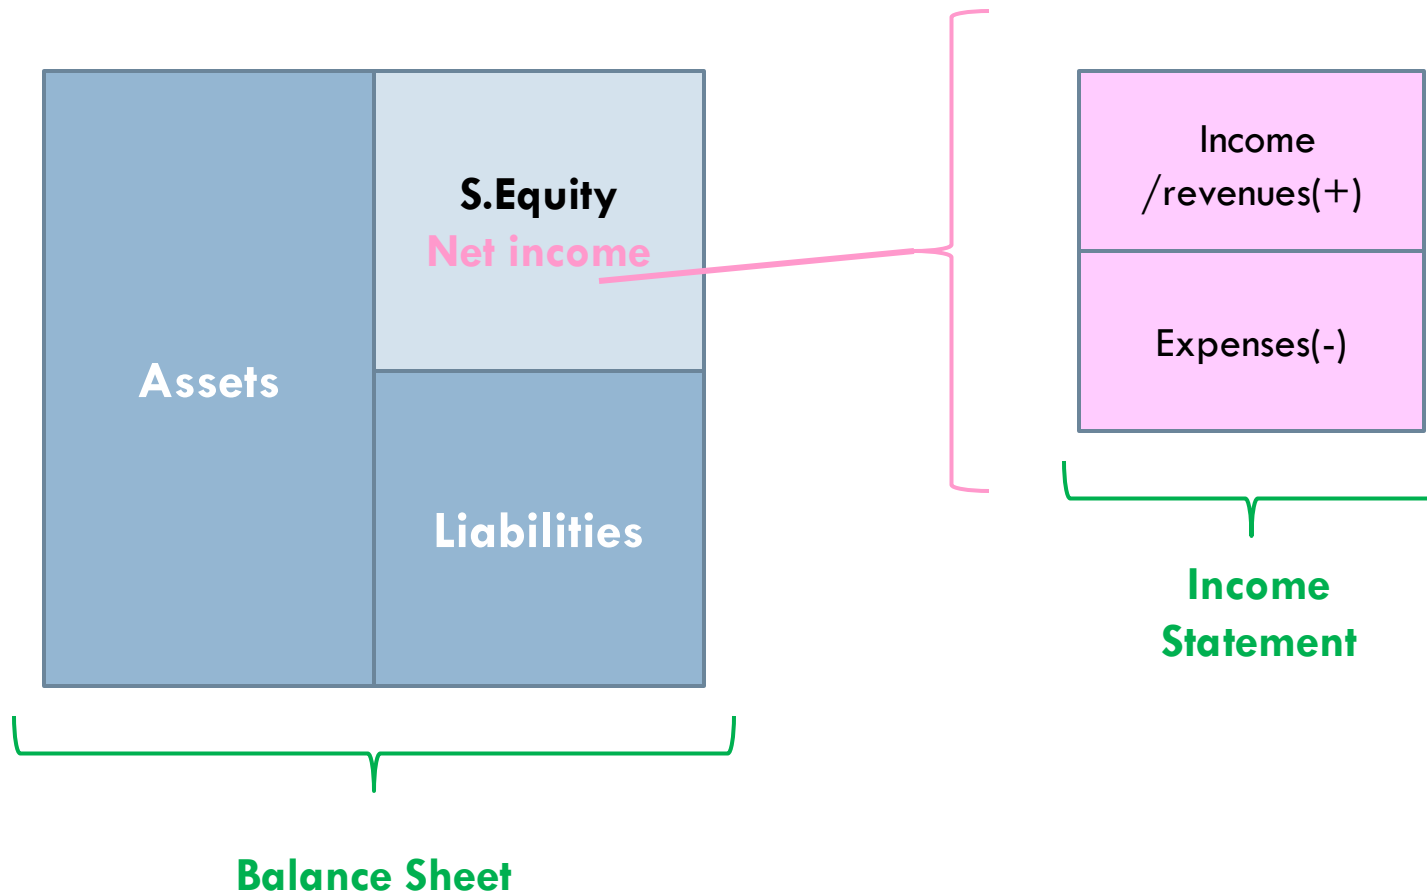 S.Equity
Net income
Assets
Liabilities
Balance Sheet
Income
/revenues(+)
Expenses(-)
Income
Statement